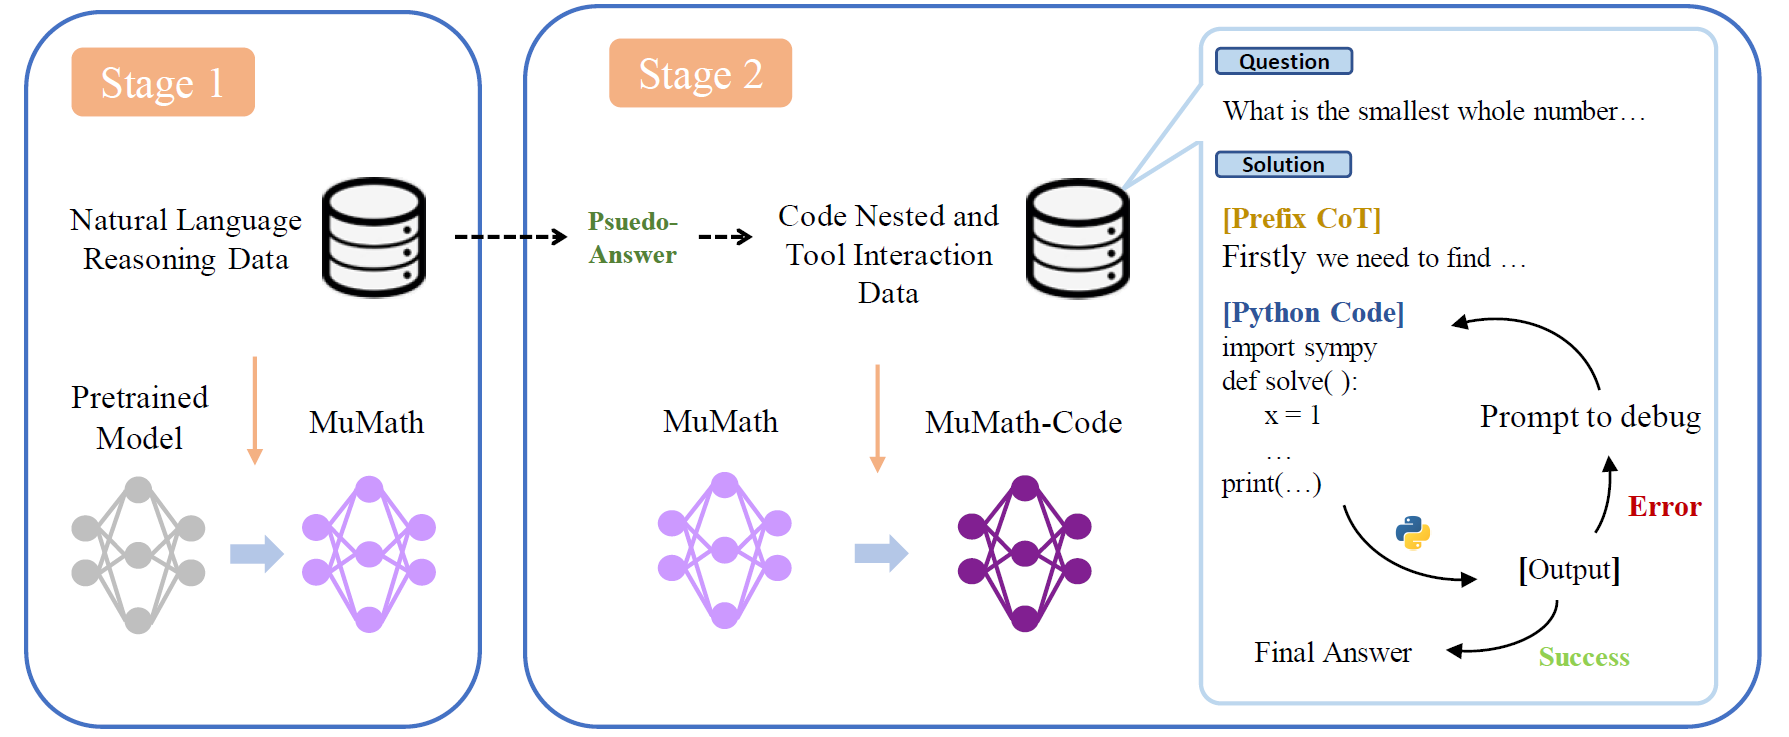 Stage 1
Natural Language
Reasoning Data
Pretrained
Model
MuMath
Stage 2
Psuedo-
Answer
Code Nested and
Tool Interaction
Data
MuMath
MuMath-Code
Question
What is the smallest whole number…
Solution
[Prefix CoT]
Firstly we need to find …
[Python Code]
import sympy
def solve( ):
x = 1
…
print(…)
Prompt to debug
Error
[Output]
Success
Final Answer